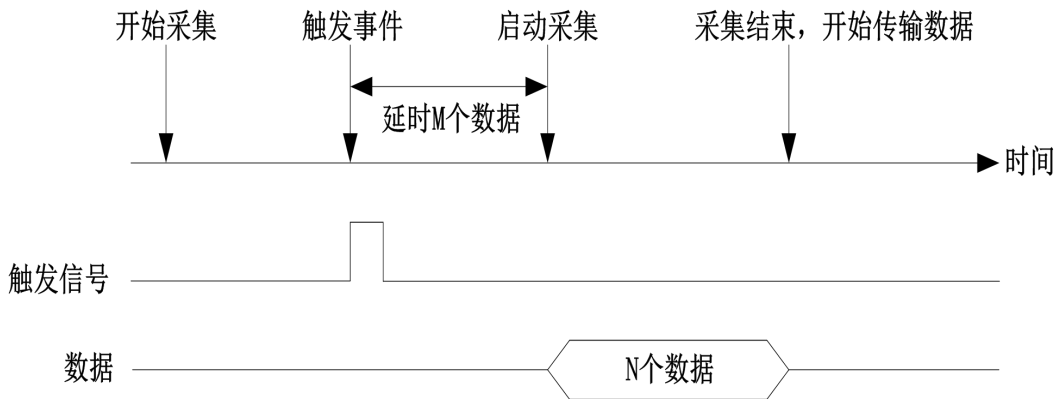 开始采集
触发事件
启动采集
采集结束，开始传输数据
延时M个数据
时间
触发信号
数据
N个数据